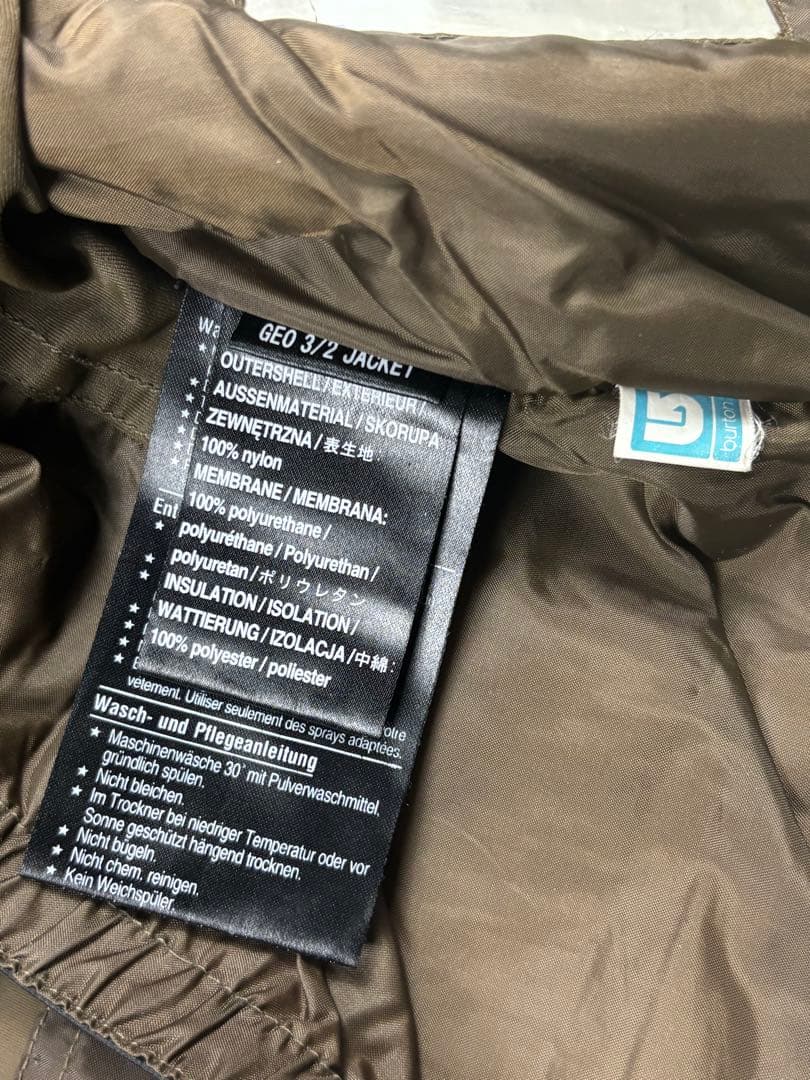 GEO 3/2 JACKET
OUTERSHELL / EXTERIEUR /
AUSSENMATERIAL / SKORUPA
ZEWNĘTRZNA / 表生地:
100% nylon
MEMBRANE / MEMBRANA:
100% polyurethane /
polyuréthane / Polyurethan /
polyuretan / ポリウレタン
INSULATION / ISOLATION /
WATTIERUNG / IZOLACJA / 中綿:
100% polyester / poliester
vêtement. Utiliser seulement des sprays adaptées.
Wasch- und Pflegeanleitung
★ Maschinenwäsche 30° mit Pulverwaschmittel,
gründlich spülen.
★ Nicht bleichen.
★ Im Trockner bei niedriger Temperatur oder vor
Sonne geschützt hängend trocknen.
★ Nicht bügeln.
★ Nicht chem. reinigen.
★ Kein Weichspüler.
burton